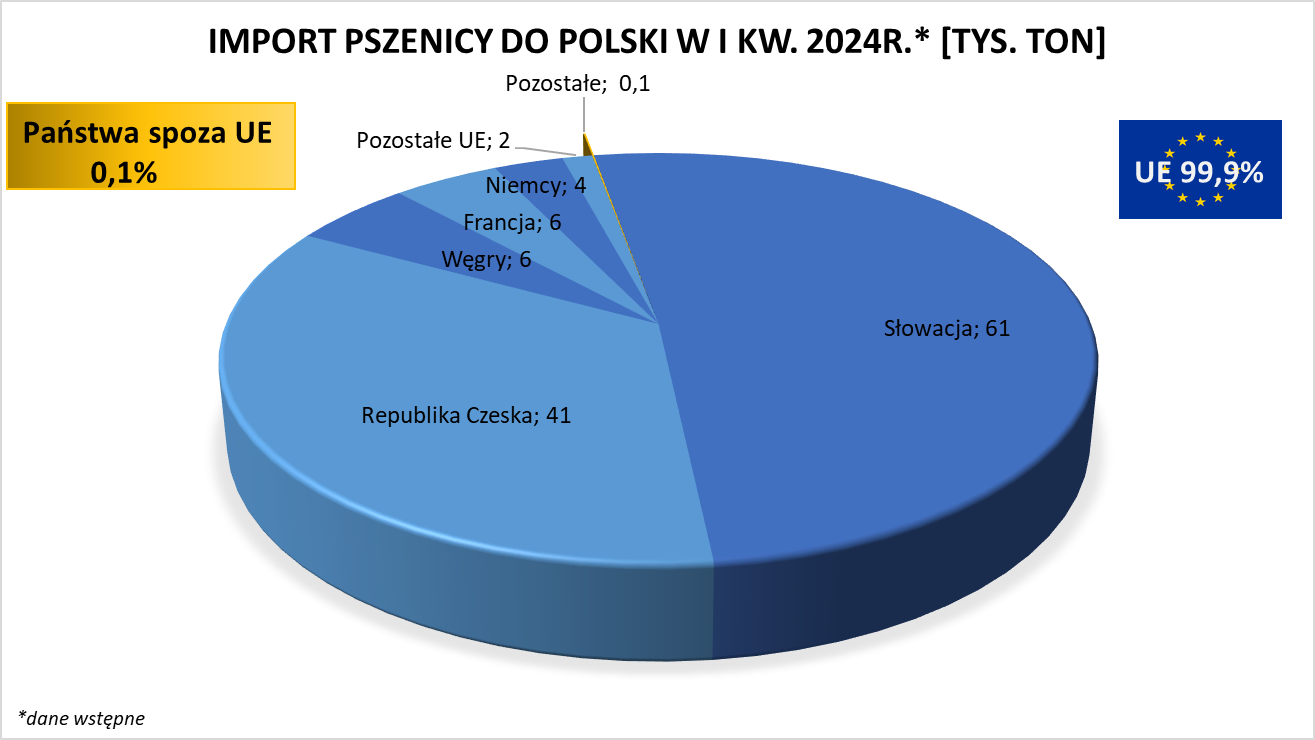 IMPORT PSZENICY DO POLSKI W I KW. 2024R.* [TYS. TON]
Pozostałe;  0,1
Państwa spoza UE
0,1%
Pozostałe UE; 2
UE 99,9%
Niemcy; 4
Francja; 6
Węgry; 6
Słowacja; 61
Republika Czeska; 41
*dane wstępne